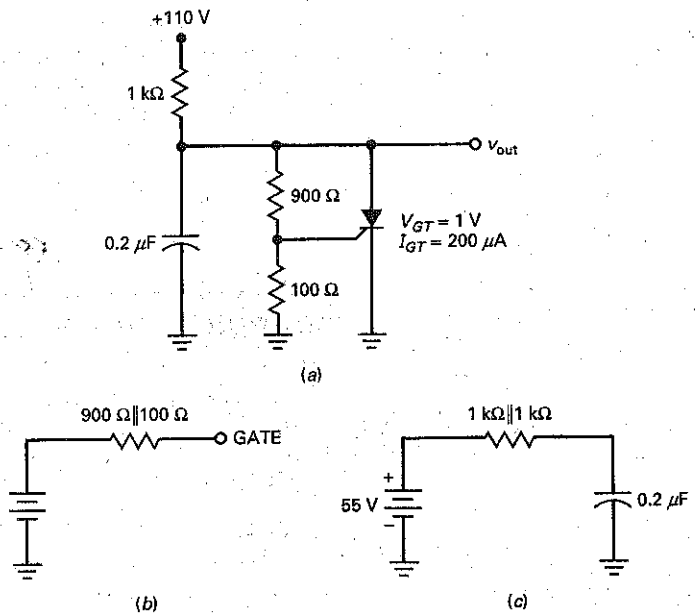 +110 V
1 kΩ
v_out
900 Ω
V_GT = 1 V
I_GT = 200 μA
0.2 μF
100 Ω
(a)
900 Ω∥100 Ω
GATE
(b)
1 kΩ∥1 kΩ
+
55 V
−
0.2 μF
(c)